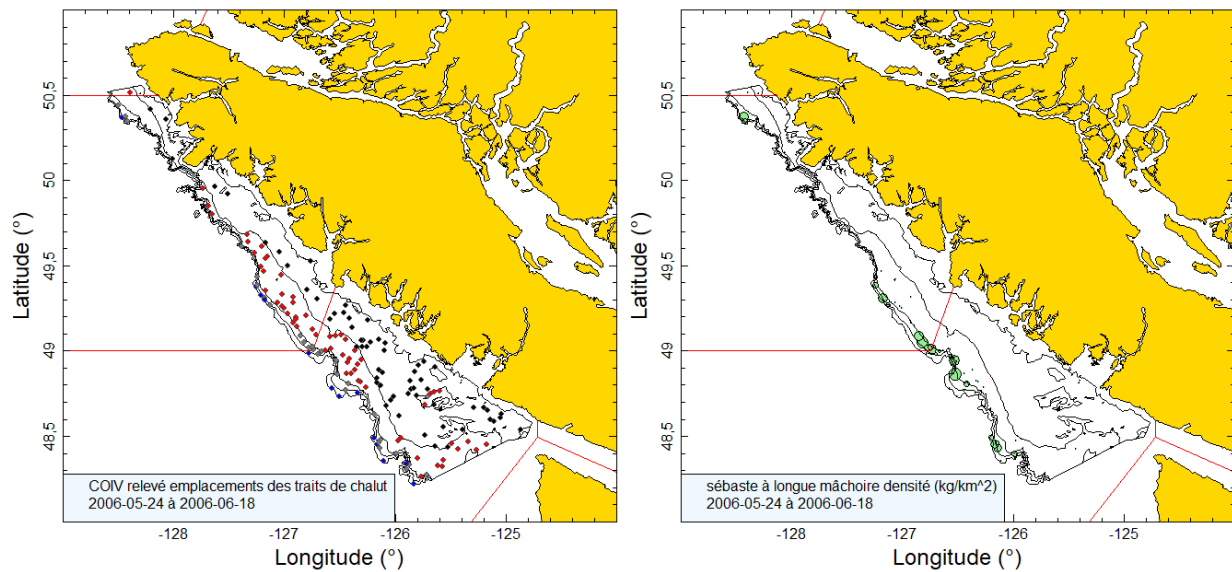 50,5
50
49,5
49
48,5
Latitude (°)
COIV relevé emplacements des traits de chalut
2006-05-24 à 2006-06-18
-128
-127
-126
-125
Longitude (°)
50,5
50
49,5
49
48,5
Latitude (°)
sébaste à longue mâchoire densité (kg/km^2)
2006-05-24 à 2006-06-18
-128
-127
-126
-125
Longitude (°)